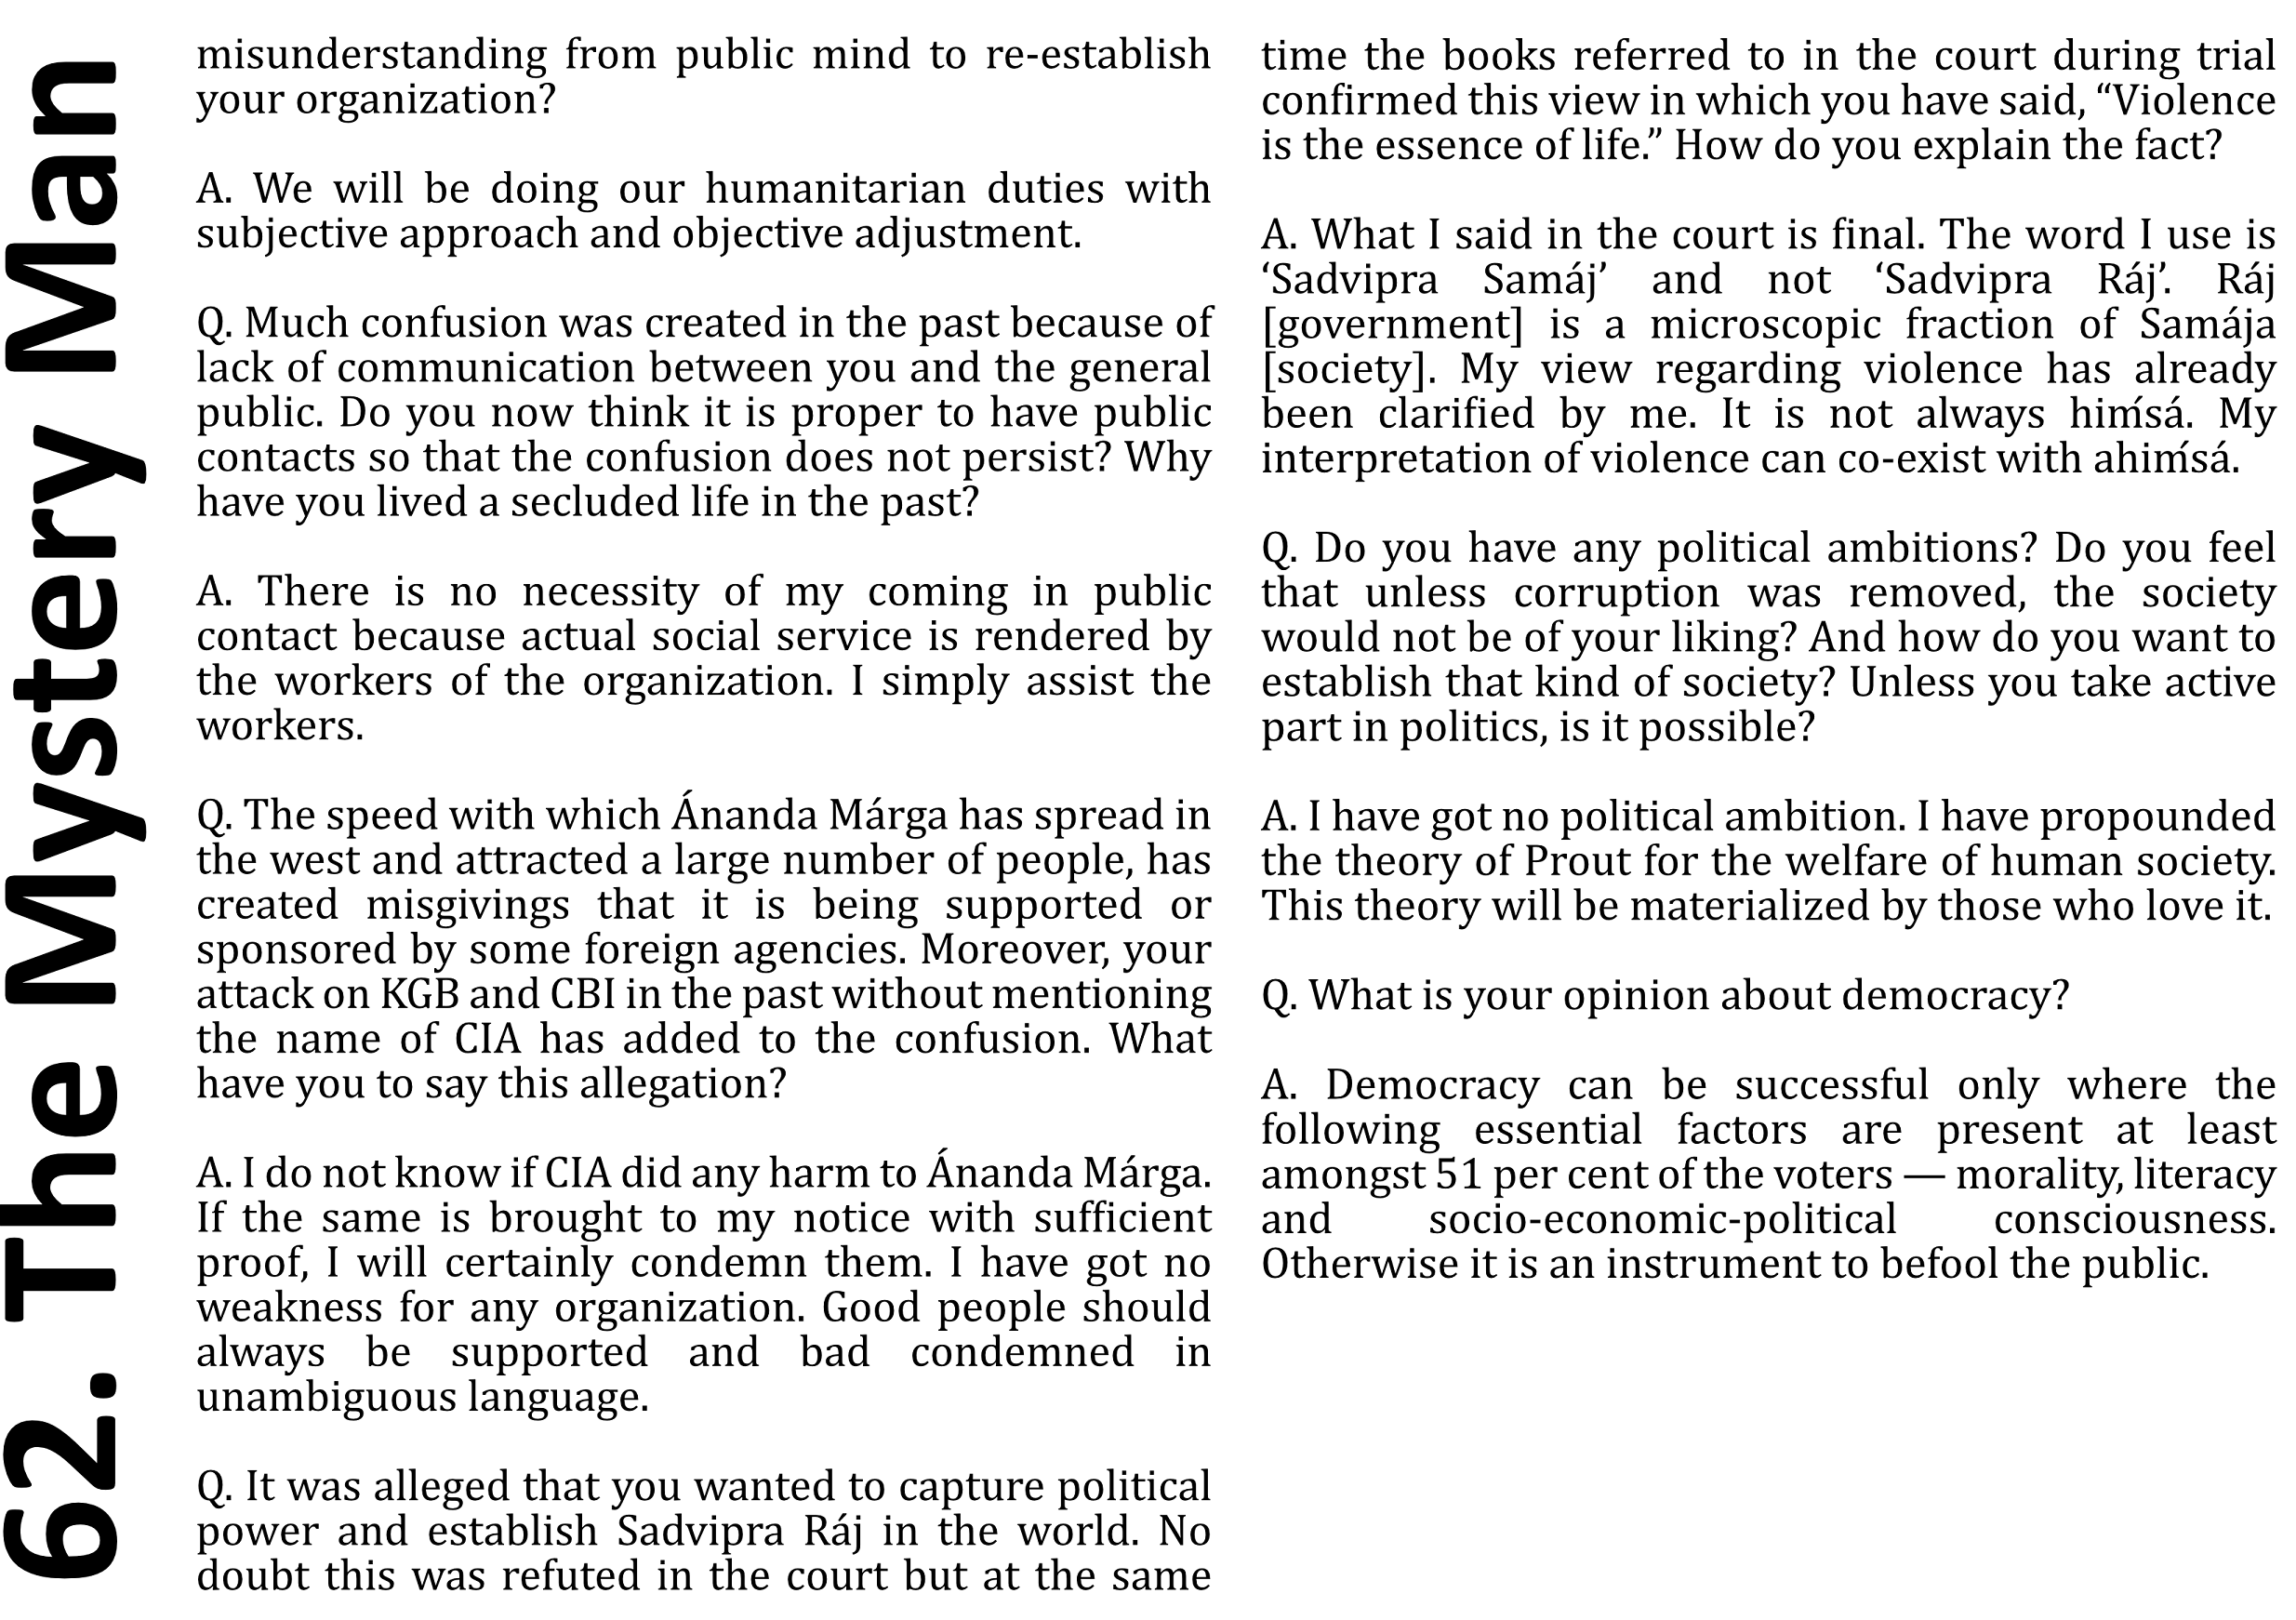 62. The Mystery Man
misunderstanding from public mind to re-establish
your organization?
A. We will be doing our humanitarian duties with
subjective approach and objective adjustment.
Q. Much confusion was created in the past because of
lack of communication between you and the general
public. Do you now think it is proper to have public
contacts so that the confusion does not persist? Why
have you lived a secluded life in the past?
A. There is no necessity of my coming in public
contact because actual social service is rendered by
the workers of the organization. I simply assist the
workers.
Q. The speed with which Ánanda Márga has spread in
the west and attracted a large number of people, has
created misgivings that it is being supported or
sponsored by some foreign agencies. Moreover, your
attack on KGB and CBI in the past without mentioning
the name of CIA has added to the confusion. What
have you to say this allegation?
A. I do not know if CIA did any harm to Ánanda Márga.
If the same is brought to my notice with sufficient
proof, I will certainly condemn them. I have got no
weakness for any organization. Good people should
always be supported and bad condemned in
unambiguous language.
Q. It was alleged that you wanted to capture political
power and establish Sadvipra Ráj in the world. No
doubt this was refuted in the court but at the same
time the books referred to in the court during trial
confirmed this view in which you have said, “Violence
is the essence of life.” How do you explain the fact?
A. What I said in the court is final. The word I use is
‘Sadvipra Samáj’ and not ‘Sadvipra Ráj’. Ráj
[government] is a microscopic fraction of Samája
[society]. My view regarding violence has already
been clarified by me. It is not always hiḿsá. My
interpretation of violence can co-exist with ahiḿsá.
Q. Do you have any political ambitions? Do you feel
that unless corruption was removed, the society
would not be of your liking? And how do you want to
establish that kind of society? Unless you take active
part in politics, is it possible?
A. I have got no political ambition. I have propounded
the theory of Prout for the welfare of human society.
This theory will be materialized by those who love it.
Q. What is your opinion about democracy?
A. Democracy can be successful only where the
following essential factors are present at least
amongst 51 per cent of the voters — morality, literacy
and socio-economic-political consciousness.
Otherwise it is an instrument to befool the public.